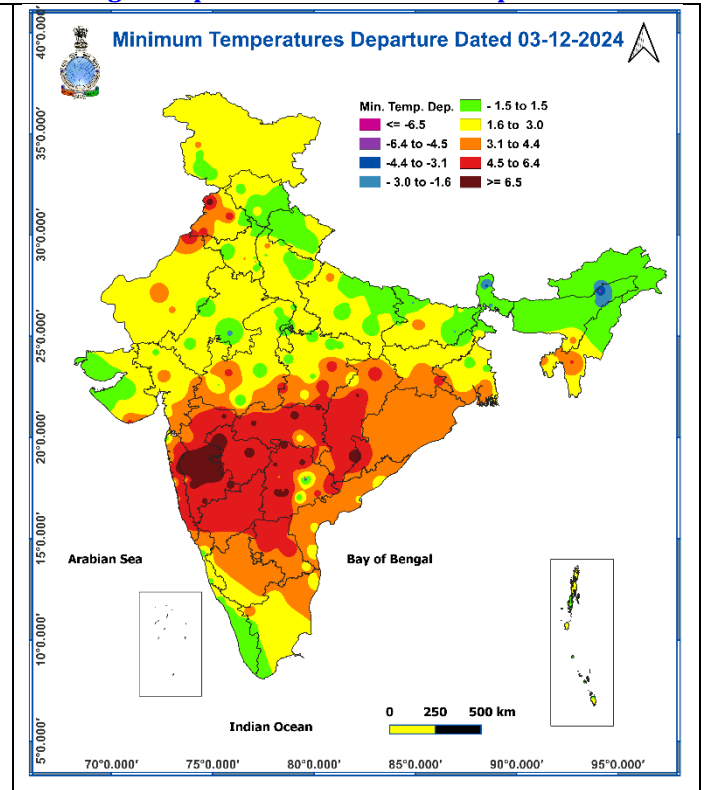 Minimum Temperatures Departure Dated 03-12-2024
Min. Temp. Dep.
<= -6.5
-6.4 to -4.5
-4.4 to -3.1
- 3.0 to -1.6
- 1.5 to 1.5
1.6 to 3.0
3.1 to 4.4
4.5 to 6.4
>= 6.5
40°0.000'
35°0.000'
30°0.000'
25°0.000'
20°0.000'
15°0.000'
10°0.000'
5°0.000'
Arabian Sea
Bay of Bengal
Indian Ocean
0 250 500 km
70°0.000' 75°0.000' 80°0.000' 85°0.000' 90°0.000' 95°0.000'